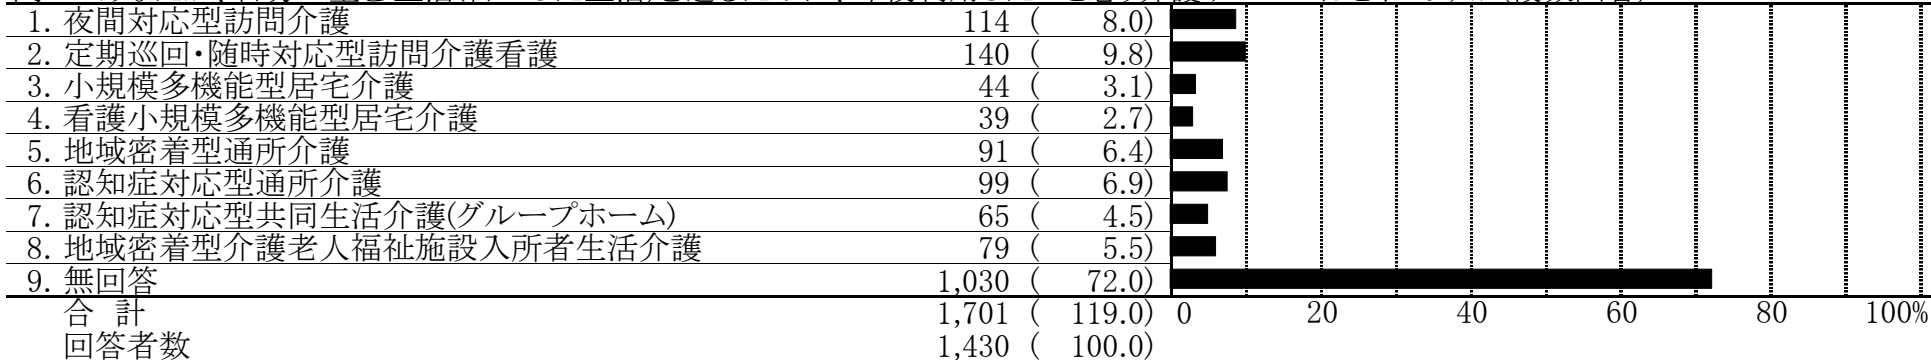 1. 夜間対応型訪問介護 114 ( 8.0)
2. 定期巡回・随時対応型訪問介護看護 140 ( 9.8)
3. 小規模多機能型居宅介護 44 ( 3.1)
4. 看護小規模多機能型居宅介護 39 ( 2.7)
5. 地域密着型通所介護 91 ( 6.4)
6. 認知症対応型通所介護 99 ( 6.9)
7. 認知症対応型共同生活介護(グループホーム) 65 ( 4.5)
8. 地域密着型介護老人福祉施設入所者生活介護 79 ( 5.5)
9. 無回答 1,030 ( 72.0)
合 計 1,701 ( 119.0) 0 20 40 60 80 100%
回答者数 1,430 ( 100.0)